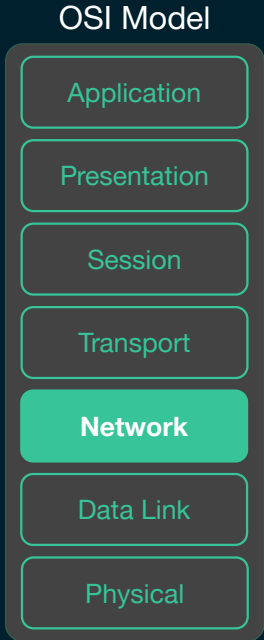 OSI Model
Application
Presentation
Session
Transport
Network
Data Link
Physical